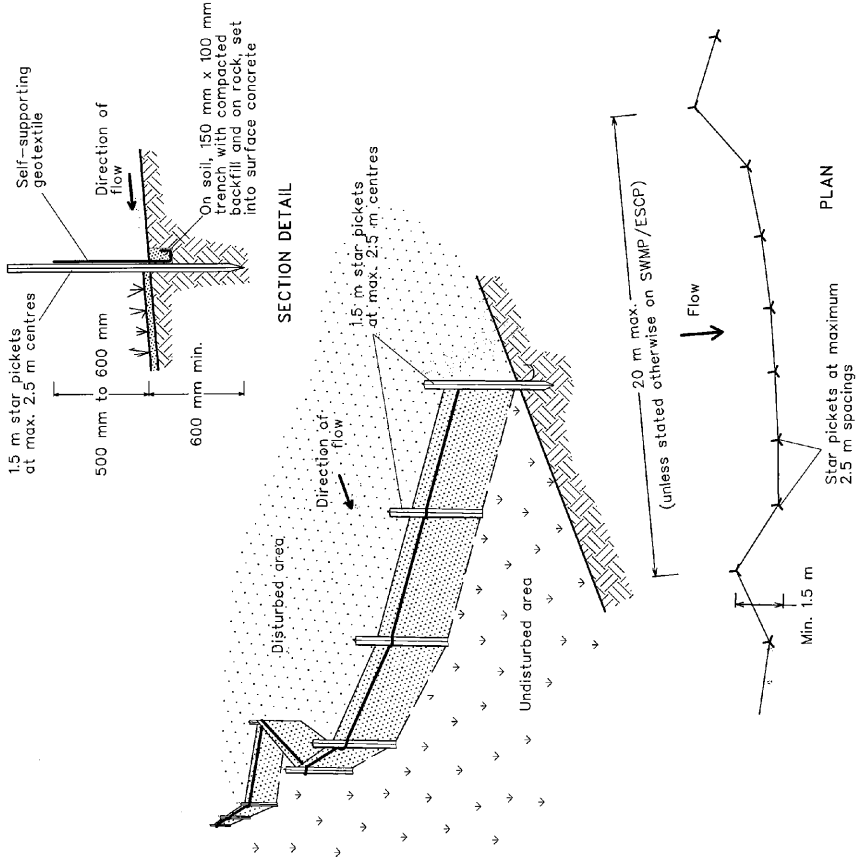 1.5 m star pickets
at max. 2.5 m centres
Self-supporting
geotextile
Direction of
flow
500 mm to 600 mm
600 mm min.
On soil, 150 mm x 100 mm
trench with compacted
backfill and on rock, set
into surface concrete
SECTION DETAIL
Disturbed area
Direction of
flow
1.5 m star pickets
at max. 2.5 m centres
Undisturbed area
20 m max.
(unless stated otherwise on SWMP/ESCP)
Flow
Min. 1.5 m
Star pickets at maximum
2.5 m spacings
PLAN